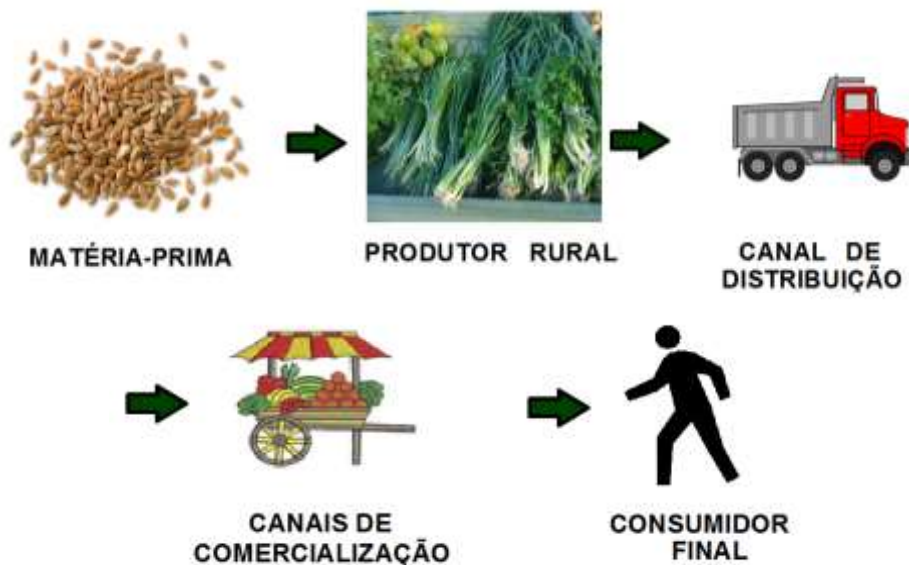 MATÉRIA-PRIMA
PRODUTOR RURAL
CANAL DE
DISTRIBUIÇÃO
CANAIS DE
COMERCIALIZAÇÃO
CONSUMIDOR
FINAL